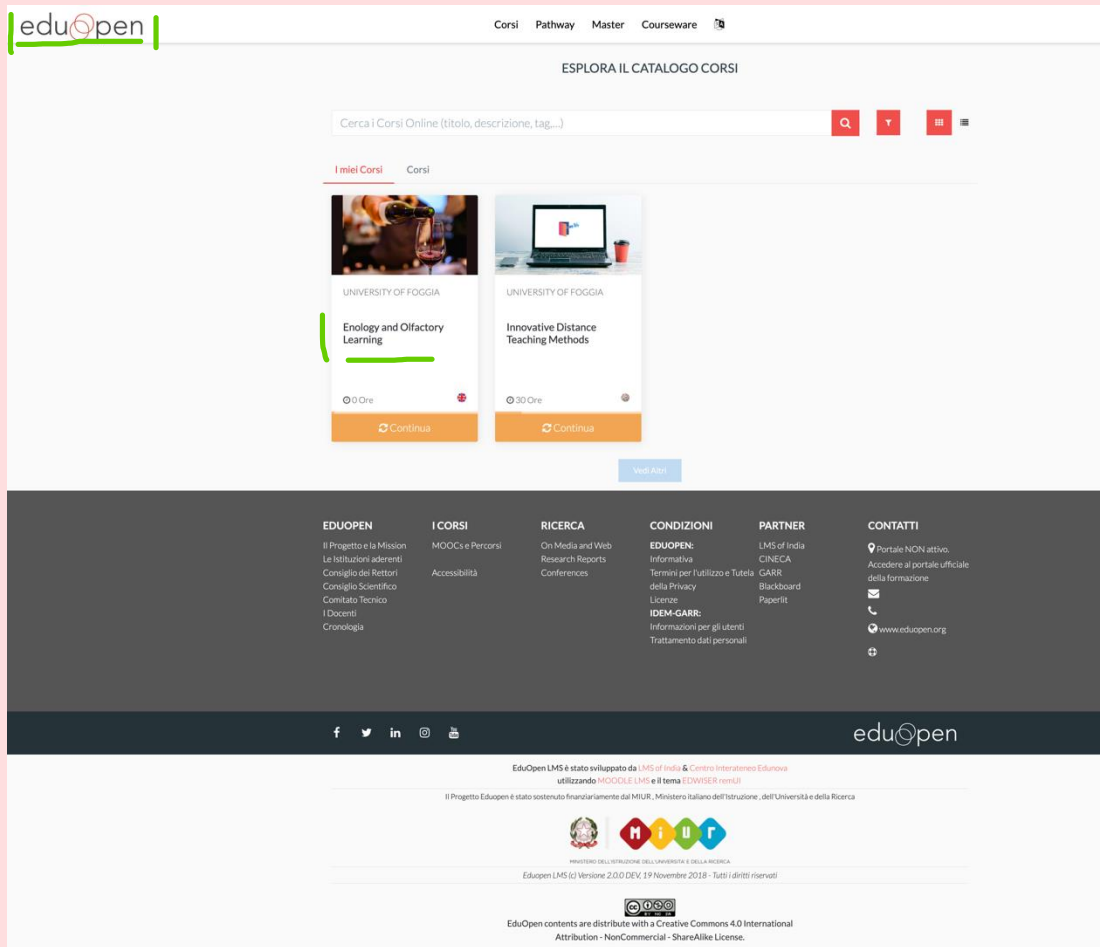 eduOpen
Corsi Pathway Master Courseware
ESPLORA IL CATALOGO CORSI
Cerca i Corsi Online (titolo, descrizione, tag,...)
I miei Corsi Corsi
UNIVERSITY OF FOGGIA
Enology and Olfactory
Learning
0 Ore
Continua
UNIVERSITY OF FOGGIA
Innovative Distance
Teaching Methods
30 Ore
Continua
Vedi Altri
EDUOPEN
Il Progetto e la Mission
Le Istituzioni aderenti
Consiglio dei Rettori
Consiglio Scientifico
Comitato Tecnico
I Docenti
Cronologia
I CORSI
MOOCs e Percorsi
Accessibilità
RICERCA
On Media and Web
Research Reports
Conferences
CONDIZIONI
EDUOPEN:
Informativa
Termini per l'utilizzo e Tutela
della Privacy
Licenze
IDEM-GARR:
Informazioni per gli utenti
Trattamento dati personali
PARTNER
LMS of India
CINECA
GARR
Blackboard
Paperlit
CONTATTI
Portale NON attivo.
Accedere al portale ufficiale
della formazione
www.eduopen.org
eduOpen
EduOpen LMS è stato sviluppato da LMS of India & Centro Interateneo Edunova
utilizzando MOODLE LMS e il tema EDWISER remUI
Il Progetto Eduopen è stato sostenuto finanziariamente dal MIUR, Ministero italiano dell'Istruzione, dell'Università e della Ricerca
MiUr
MINISTERO DELL'ISTRUZIONE DELL'UNIVERSITÀ E DELLA RICERCA
Eduopen LMS (c) Versione 2.0.0 DEV, 19 Novembre 2018 - Tutti i diritti riservati
cc
BY NC SA
EduOpen contents are distribute with a Creative Commons 4.0 International
Attribution - NonCommercial - ShareAlike License.